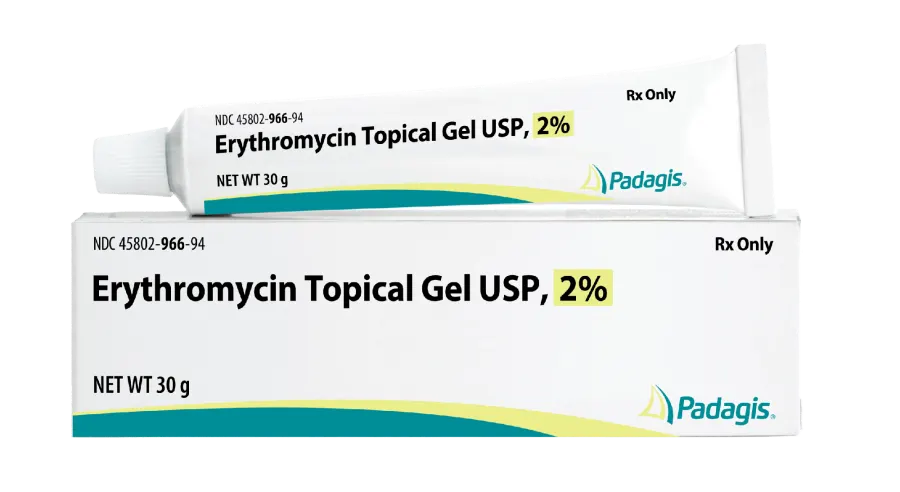 Rx Only
NDC 45802-966-94
Erythromycin Topical Gel USP, 2%
NET WT 30 g
Padagis®
NDC 45802-966-94
Rx Only
Erythromycin Topical Gel USP, 2%
NET WT 30 g
Padagis®